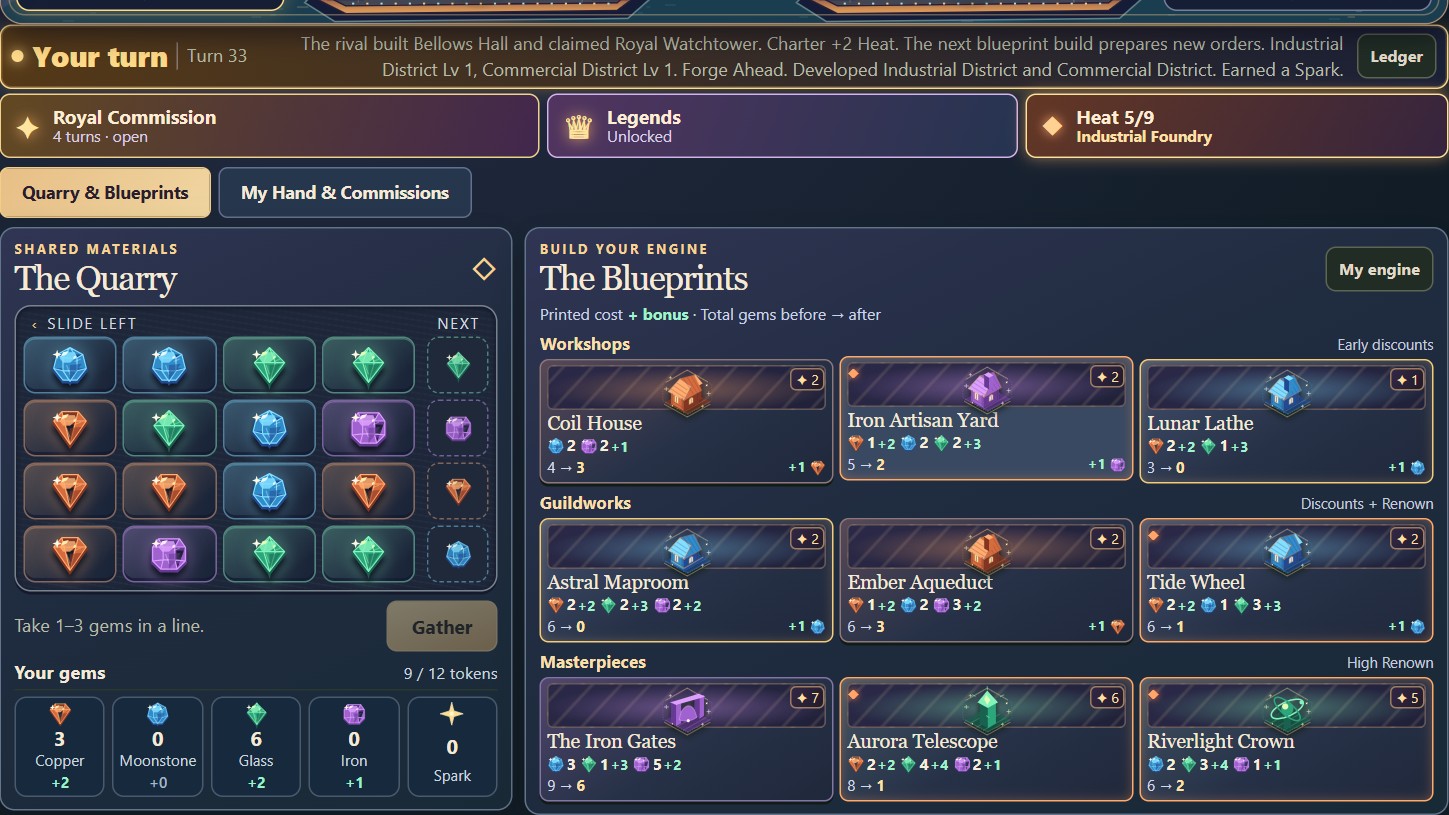 Your turn
Turn 33
The rival built Bellows Hall and claimed Royal Watchtower. Charter +2 Heat. The next blueprint build prepares new orders. Industrial
District Lv 1, Commercial District Lv 1. Forge Ahead. Developed Industrial District and Commercial District. Earned a Spark.
Ledger
Royal Commission
4 turns · open
Legends
Unlocked
Heat 5/9
Industrial Foundry
Quarry & Blueprints
My Hand & Commissions
SHARED MATERIALS
The Quarry
‹ SLIDE LEFT
NEXT
Take 1–3 gems in a line.
Gather
Your gems
9 / 12 tokens
3
Copper
+2
0
Moonstone
+0
6
Glass
+2
0
Iron
+1
0
Spark
BUILD YOUR ENGINE
The Blueprints
My engine
Printed cost + bonus · Total gems before → after
Workshops
Early discounts
2
Coil House
2 2+1
4 → 3
+1
2
Iron Artisan Yard
1+2 2 2+3
5 → 2
+1
1
Lunar Lathe
2+2 1+3
3 → 0
+1
Guildworks
Discounts + Renown
2
Astral Maproom
2+2 2+3 2+2
6 → 0
+1
2
Ember Aqueduct
1+2 2 3+2
6 → 3
+1
2
Tide Wheel
2+2 1 3+3
6 → 1
+1
Masterpieces
High Renown
7
The Iron Gates
3 1+3 5+2
9 → 6
6
Aurora Telescope
2+2 4+4 2+1
8 → 1
5
Riverlight Crown
2 3+4 1+1
6 → 2